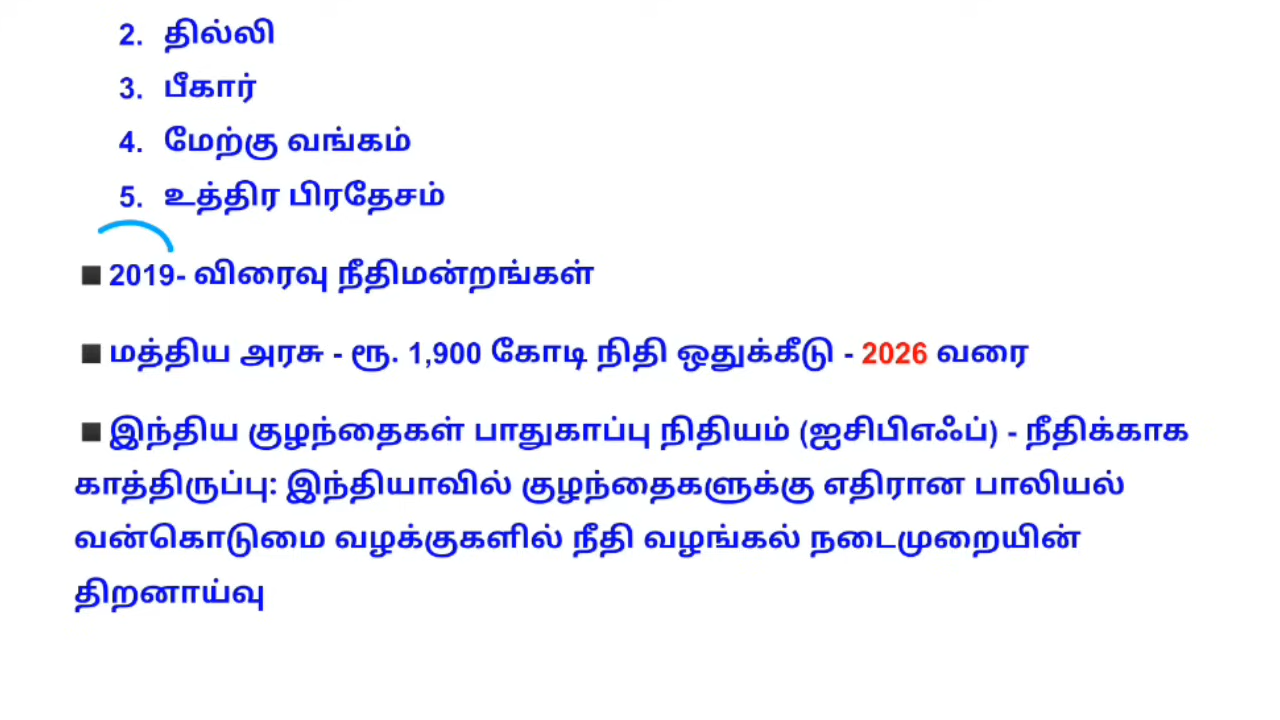 2. தில்லி
3. பீகார்
4. மேற்கு வங்கம்
5. உத்திர பிரதேசம்
◾2019- விரைவு நீதிமன்றங்கள்
◾மத்திய அரசு - ரூ. 1,900 கோடி நிதி ஒதுக்கீடு - 2026 வரை
◾இந்திய குழந்தைகள் பாதுகாப்பு நிதியம் (ஐசிபிஎஃப்) - நீதிக்காக
காத்திருப்பு: இந்தியாவில் குழந்தைகளுக்கு எதிரான பாலியல்
வன்கொடுமை வழக்குகளில் நீதி வழங்கல் நடைமுறையின்
திறனாய்வு